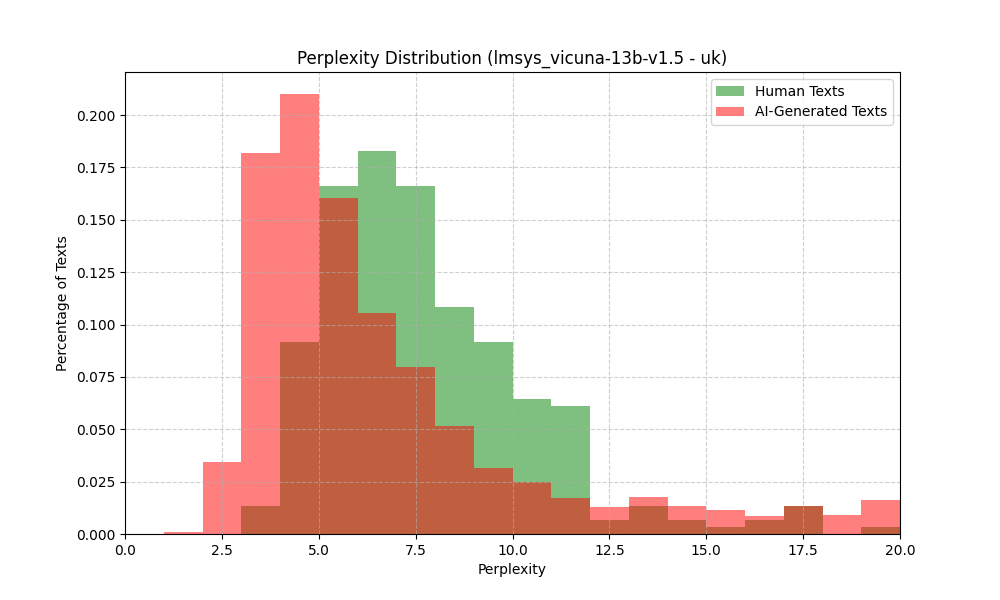 Perplexity Distribution (lmsys_vicuna-13b-v1.5 - uk)
Human Texts
AI-Generated Texts
Percentage of Texts
0.200
0.175
0.150
0.125
0.100
0.075
0.050
0.025
0.000
0.0 2.5 5.0 7.5 10.0 12.5 15.0 17.5 20.0
Perplexity